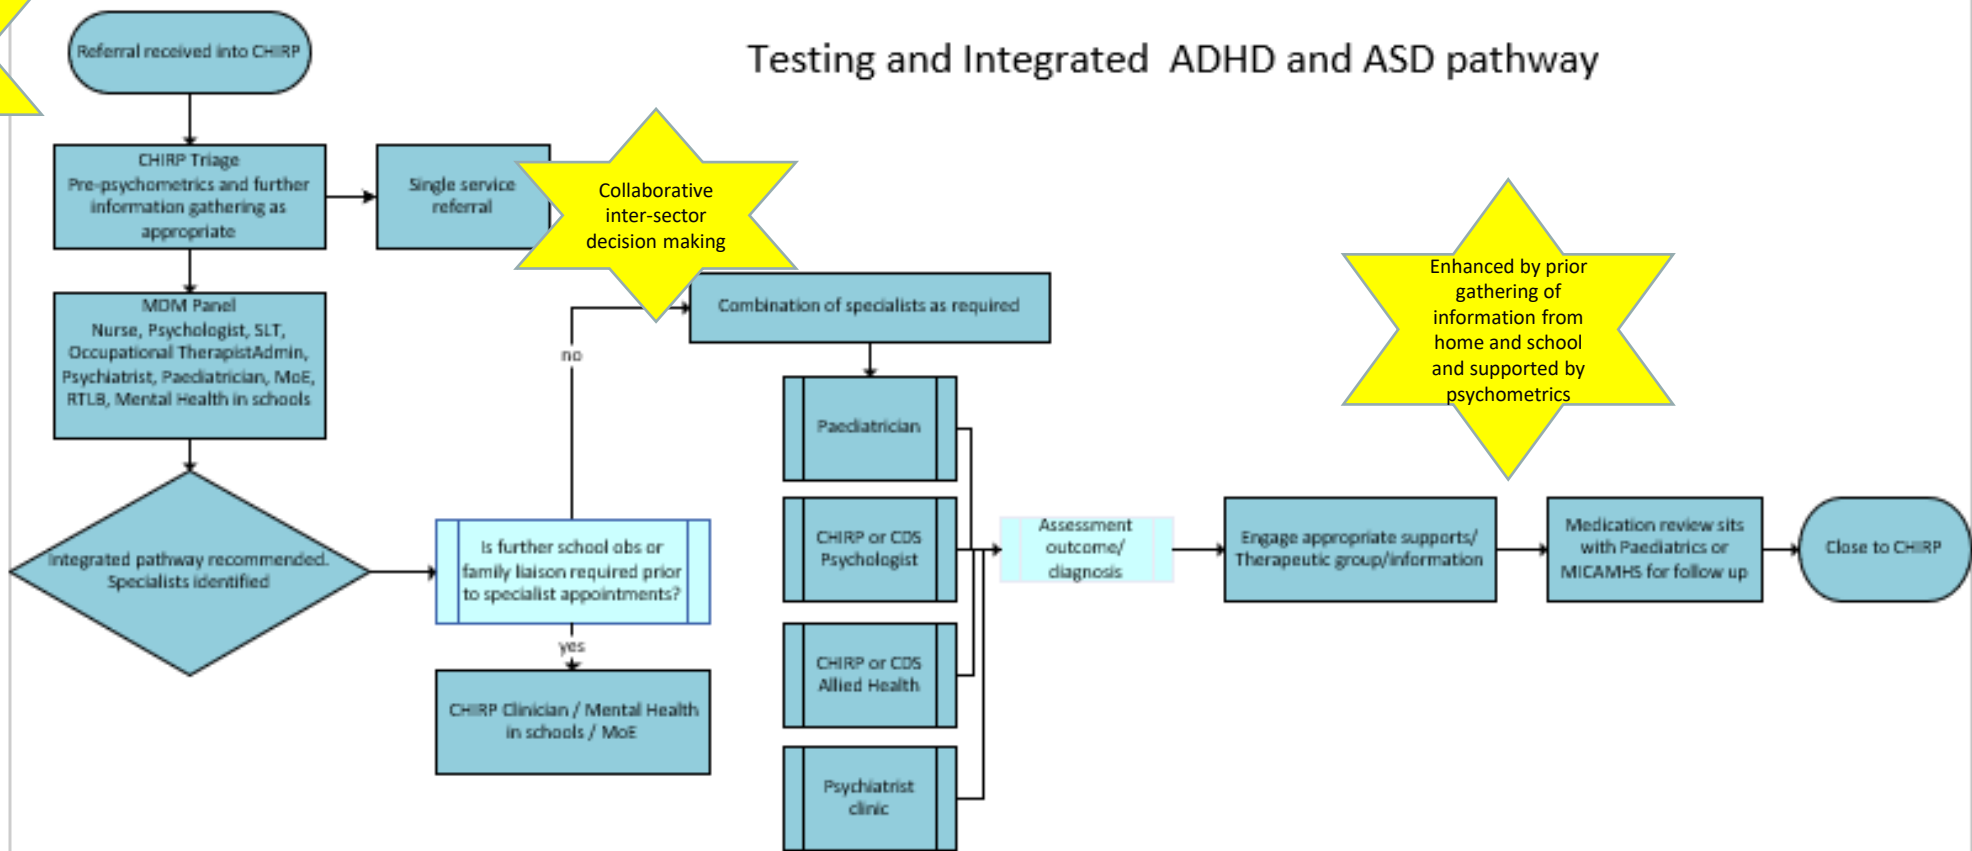 Testing and Integrated ADHD and ASD pathway
Referral received into CHIRP
CHIRP Triage
Pre-psychometrics and further
information gathering as
appropriate
Single service
referral
Collaborative
inter-sector
decision making
MDM Panel
Nurse, Psychologist, SLT,
Occupational TherapistAdmin,
Psychiatrist, Paediatrician, MoE,
RTLB, Mental Health in schools
Integrated pathway recommended.
Specialists identified
Is further school obs or
family liaison required prior
to specialist appointments?
no
yes
CHIRP Clinician / Mental Health
in schools / MoE
Combination of specialists as required
Paediatrician
CHIRP or CDS
Psychologist
CHIRP or CDS
Allied Health
Psychiatrist
clinic
Assessment
outcome/
diagnosis
Enhanced by prior
gathering of
information from
home and school
and supported by
psychometrics
Engage appropriate supports/
Therapeutic group/information
Medication review sits
with Paediatrics or
MICAMHS for follow up
Close to CHIRP